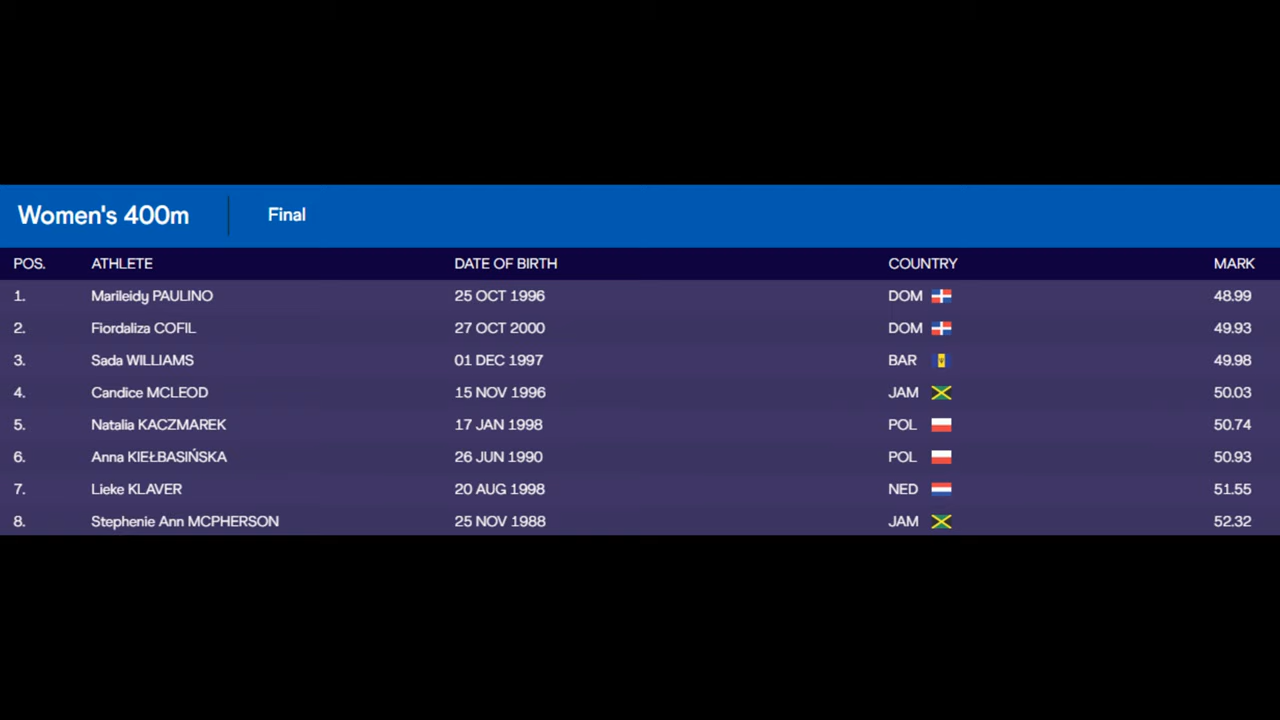 Women's 400m Final
POS. ATHLETE DATE OF BIRTH COUNTRY MARK
1. Marileidy PAULINO 25 OCT 1996 DOM 48.99
2. Fiordaliza COFIL 27 OCT 2000 DOM 49.93
3. Sada WILLIAMS 01 DEC 1997 BAR 49.98
4. Candice MCLEOD 15 NOV 1996 JAM 50.03
5. Natalia KACZMAREK 17 JAN 1998 POL 50.74
6. Anna KIEŁBASIŃSKA 26 JUN 1990 POL 50.93
7. Lieke KLAVER 20 AUG 1998 NED 51.55
8. Stephenie Ann MCPHERSON 25 NOV 1988 JAM 52.32